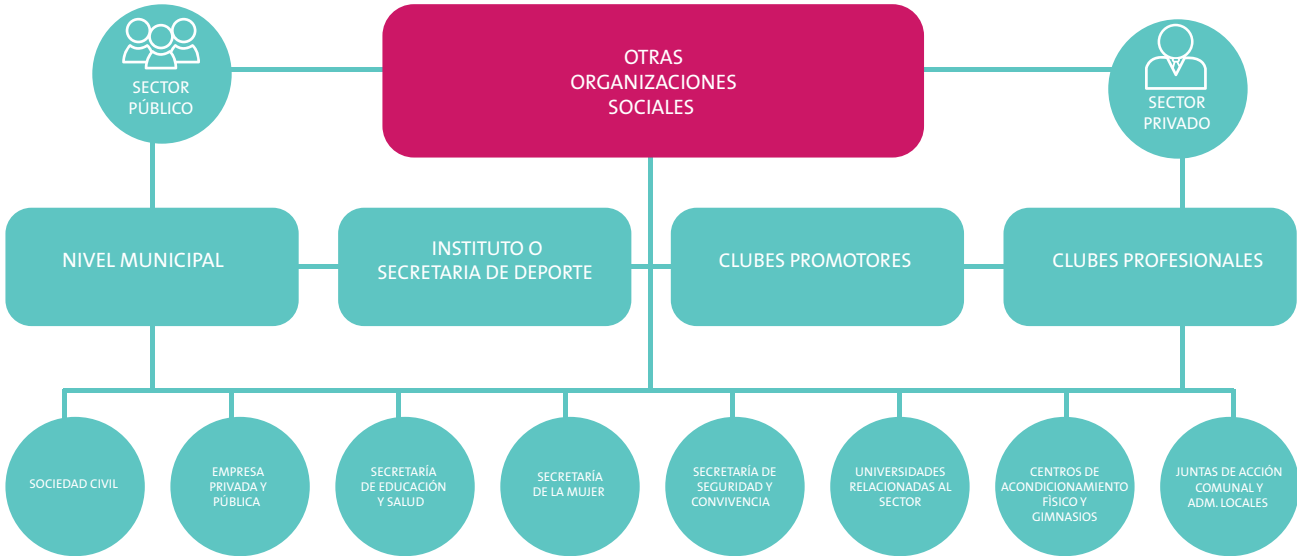 SECTOR
PÚBLICO
OTRAS
ORGANIZACIONES
SOCIALES
SECTOR
PRIVADO
NIVEL MUNICIPAL
INSTITUTO O
SECRETARIA DE DEPORTE
CLUBES PROMOTORES
CLUBES PROFESIONALES
SOCIEDAD CIVIL
EMPRESA
PRIVADA Y
PÚBLICA
SECRETARÍA
DE EDUCACIÓN
Y SALUD
SECRETARÍA
DE LA MUJER
SECRETARÍA DE
SEGURIDAD Y
CONVIVENCIA
UNIVERSIDADES
RELACIONADAS AL
SECTOR
CENTROS DE
ACONDICIONAMIENTO
FÌSICO Y
GIMNASIOS
JUNTAS DE ACCIÓN
COMUNAL Y
ADM. LOCALES